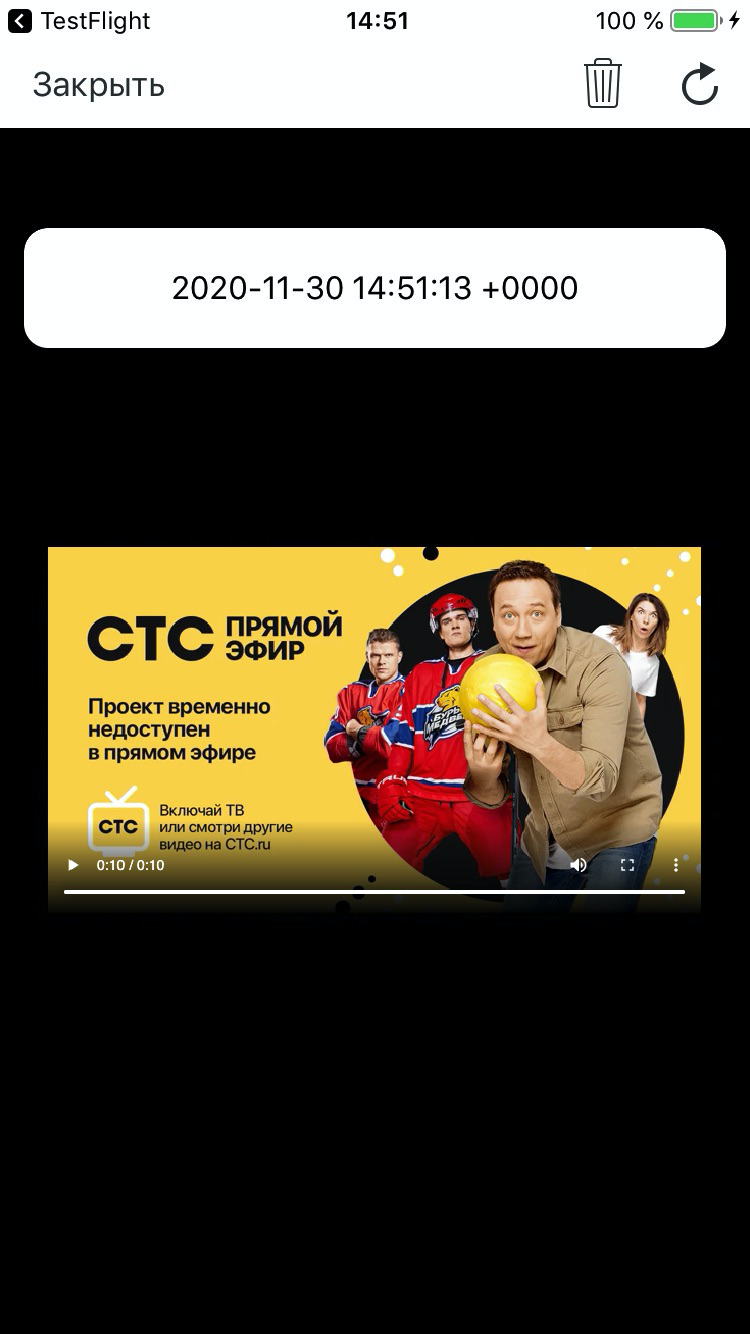 TestFlight
14:51
100 %
Закрыть
2020-11-30 14:51:13 +0000
СТС ПРЯМОЙ
ЭФИР
Проект временно
недоступен
в прямом эфире
СТС
Включай ТВ
или смотри другие
видео на СТС.ru
0:10 / 0:10